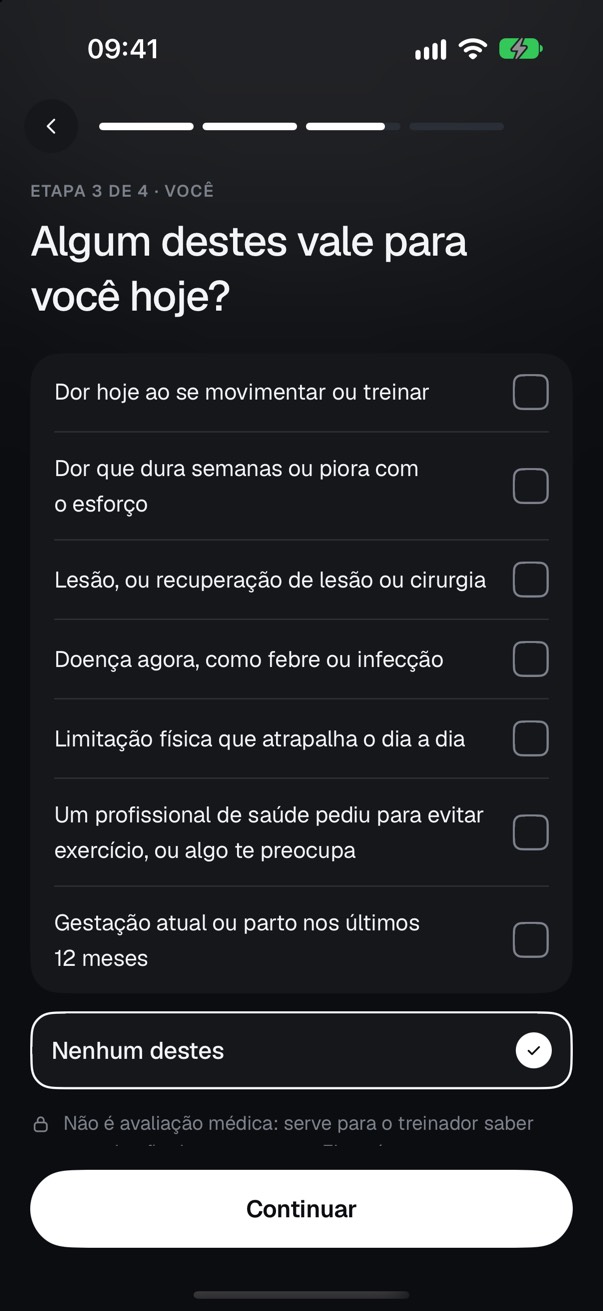 09:41
ETAPA 3 DE 4 · VOCÊ
Algum destes vale para
você hoje?
Dor hoje ao se movimentar ou treinar
Dor que dura semanas ou piora com
o esforço
Lesão, ou recuperação de lesão ou cirurgia
Doença agora, como febre ou infecção
Limitação física que atrapalha o dia a dia
Um profissional de saúde pediu para evitar
exercício, ou algo te preocupa
Gestação atual ou parto nos últimos
12 meses
Nenhum destes
Não é avaliação médica: serve para o treinador saber
Continuar